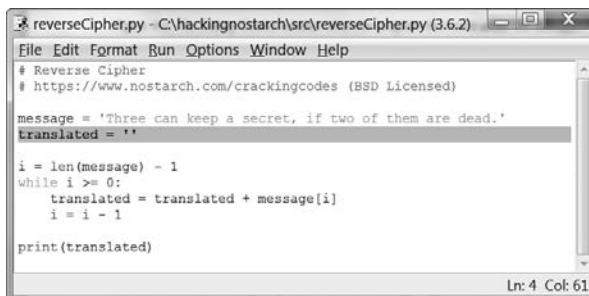 reverseCipher.py - C:\hackingnostarch\src\reverseCipher.py (3.6.2)
File Edit Format Run Options Window Help
# Reverse Cipher
# https://www.nostarch.com/crackingcodes (BSD Licensed)
message = 'Three can keep a secret, if two of them are dead.'
translated = ''
i = len(message) - 1
while i >= 0:
    translated = translated + message[i]
    i = i - 1
print(translated)
Ln: 4 Col: 61